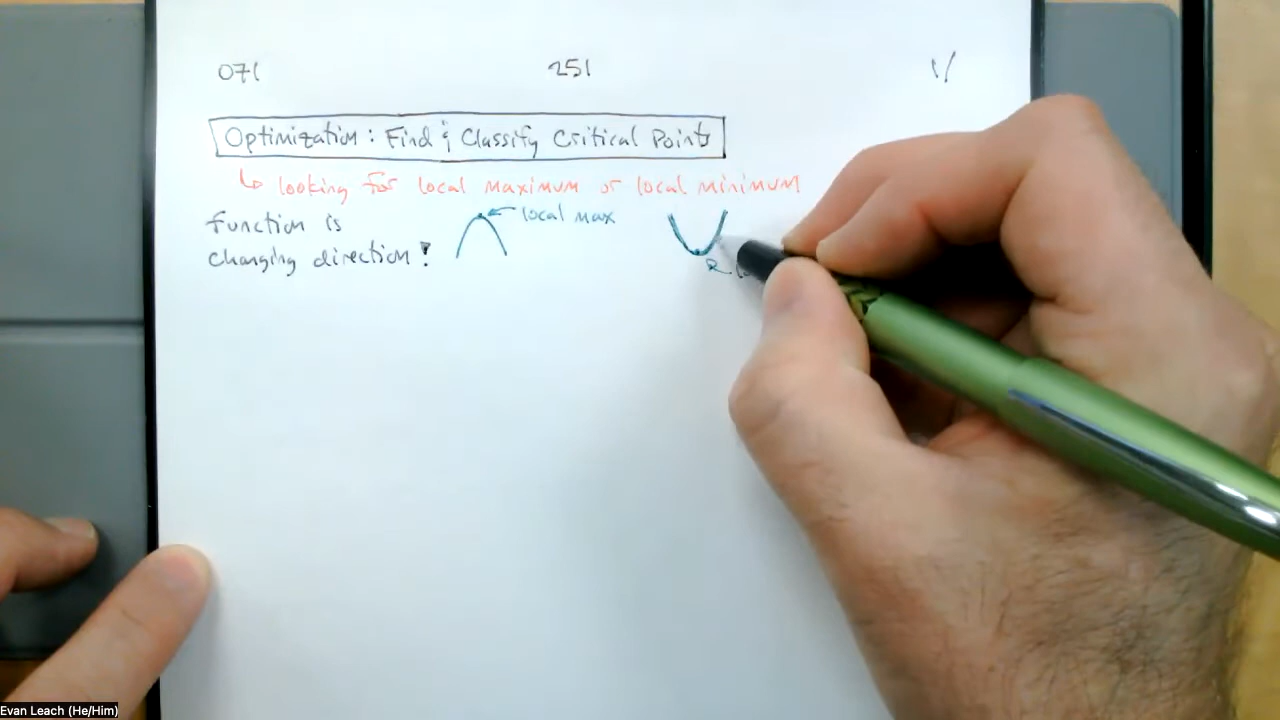 071 251 1/
Optimization: Find & Classify Critical Points
↳ looking for local maximum or local minimum
function is
changing direction!
local max
Evan Leach (He/Him)